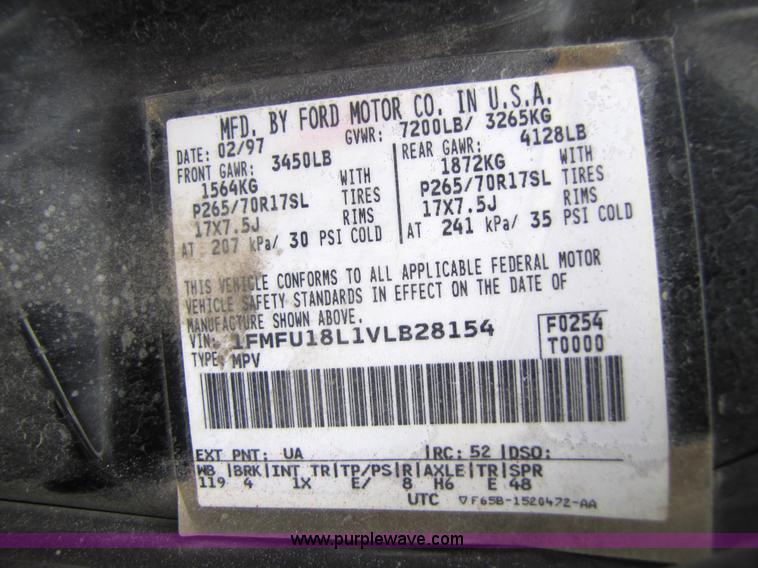 MFD. BY FORD MOTOR CO. IN U.S.A.
DATE: 02/97 GVWR: 7200LB/ 3265KG
FRONT GAWR: 3450LB REAR GAWR: 4128LB
1564KG WITH 1872KG WITH
P265/70R17SL TIRES P265/70R17SL TIRES
17X7.5J RIMS 17X7.5J RIMS
AT 207 kPa/ 30 PSI COLD AT 241 kPa/ 35 PSI COLD
THIS VEHICLE CONFORMS TO ALL APPLICABLE FEDERAL MOTOR
VEHICLE SAFETY STANDARDS IN EFFECT ON THE DATE OF
MANUFACTURE SHOWN ABOVE.
VIN: 1FMFU18L1VLB28154 F0254
TYPE: MPV T0000
EXT PNT: UA RC: 52 DSO:
WB BRK INT TR TP/PS R AXLE TR SPR
119 4 1X E/ 8 H6 E 48
UTC ▽F65B-1520472-AA
www.purplewave.com